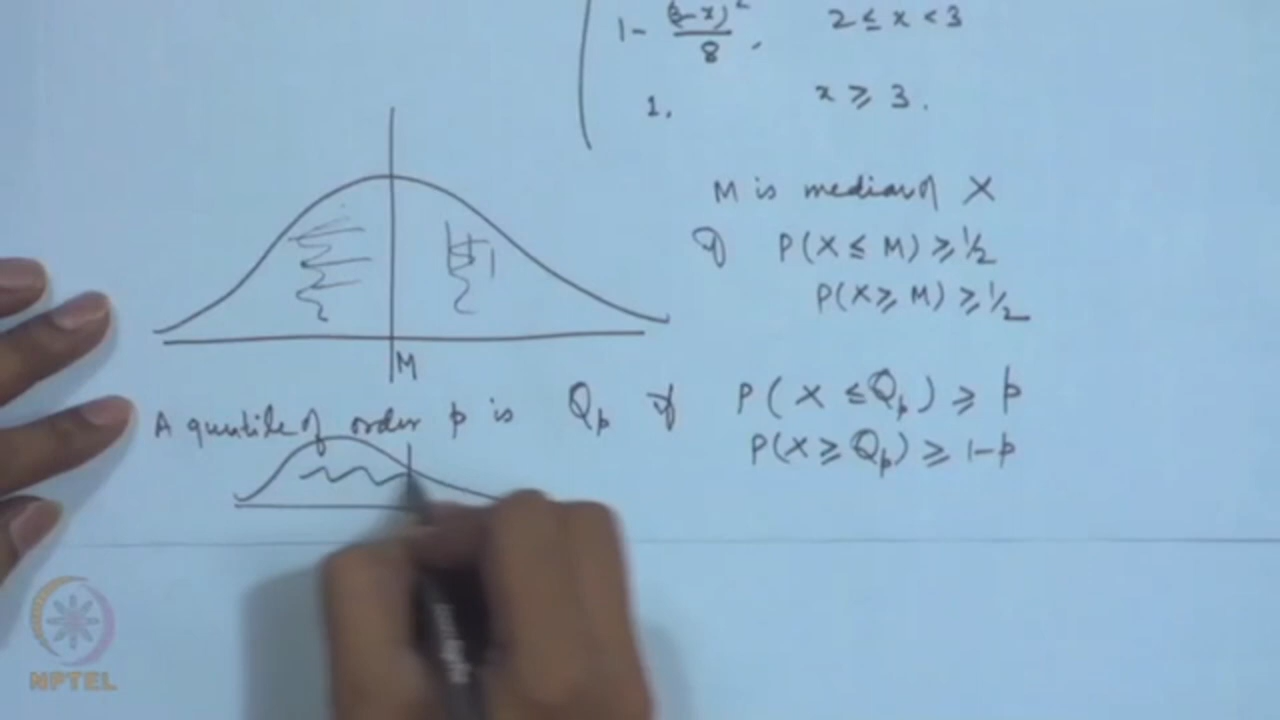 1 - (3-x)²/8, 2 ≤ x < 3
1, x ≥ 3.
M is median of X
if P(X ≤ M) ≥ 1/2
P(X ≥ M) ≥ 1/2
M
A quantile of order p is Qp if P(X ≤ Qp) ≥ p
P(X ≥ Qp) ≥ 1-p
NPTEL